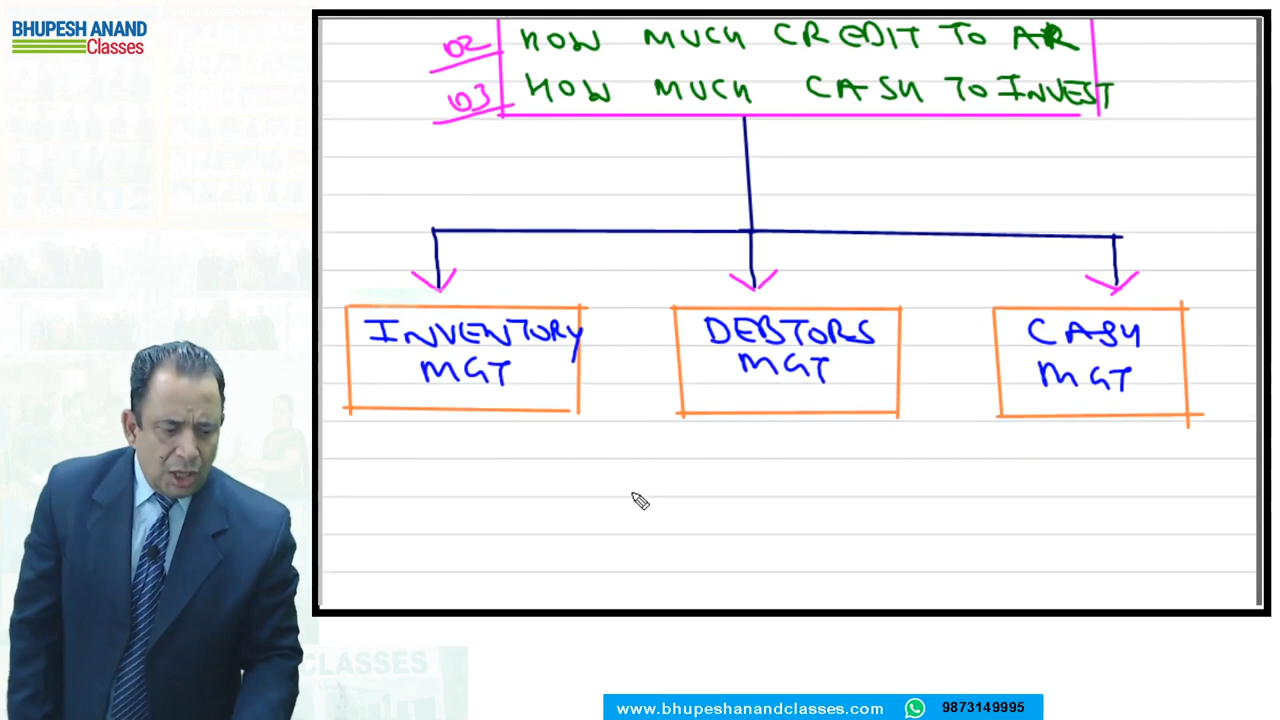 BHUPESH ANAND
Classes
02 HOW MUCH CREDIT TO AR
03 HOW MUCH CASH TO INVEST
INVENTORY
MGT
DEBTORS
MGT
CASH
MGT
CLASSES
www.bhupeshanandclasses.com 9873149995